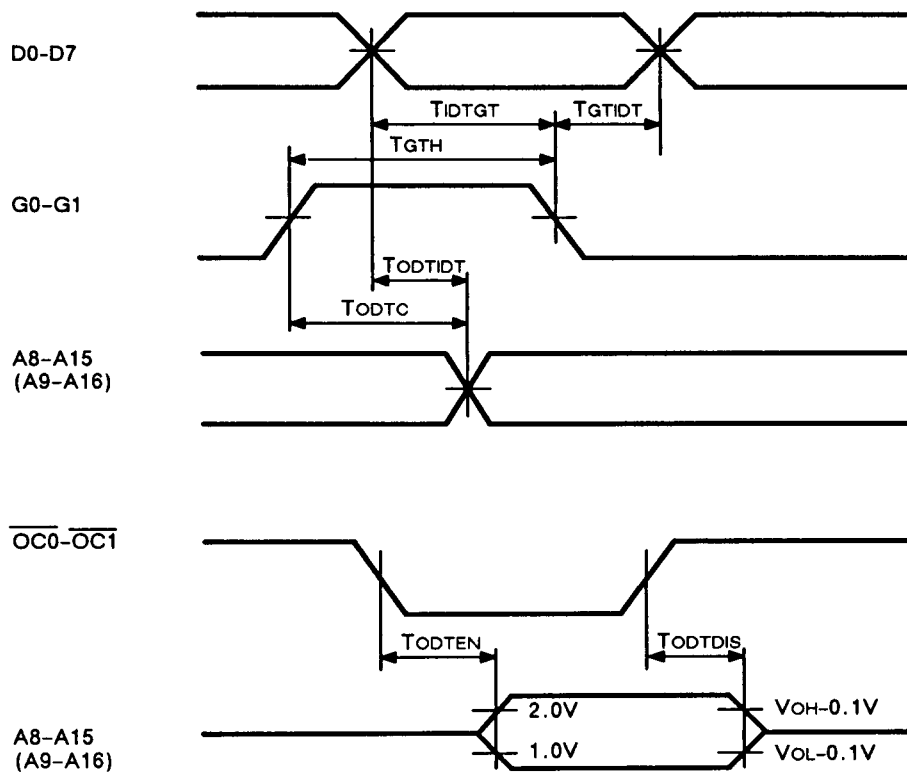 D0-D7
TIDTGT
TGTIDT
TGTH
G0-G1
TODTIDT
TODTC
A8-A15
(A9-A16)
OC0-OC1
TODTEN
TODTDIS
2.0V
VOH-0.1V
1.0V
VOL-0.1V
A8-A15
(A9-A16)